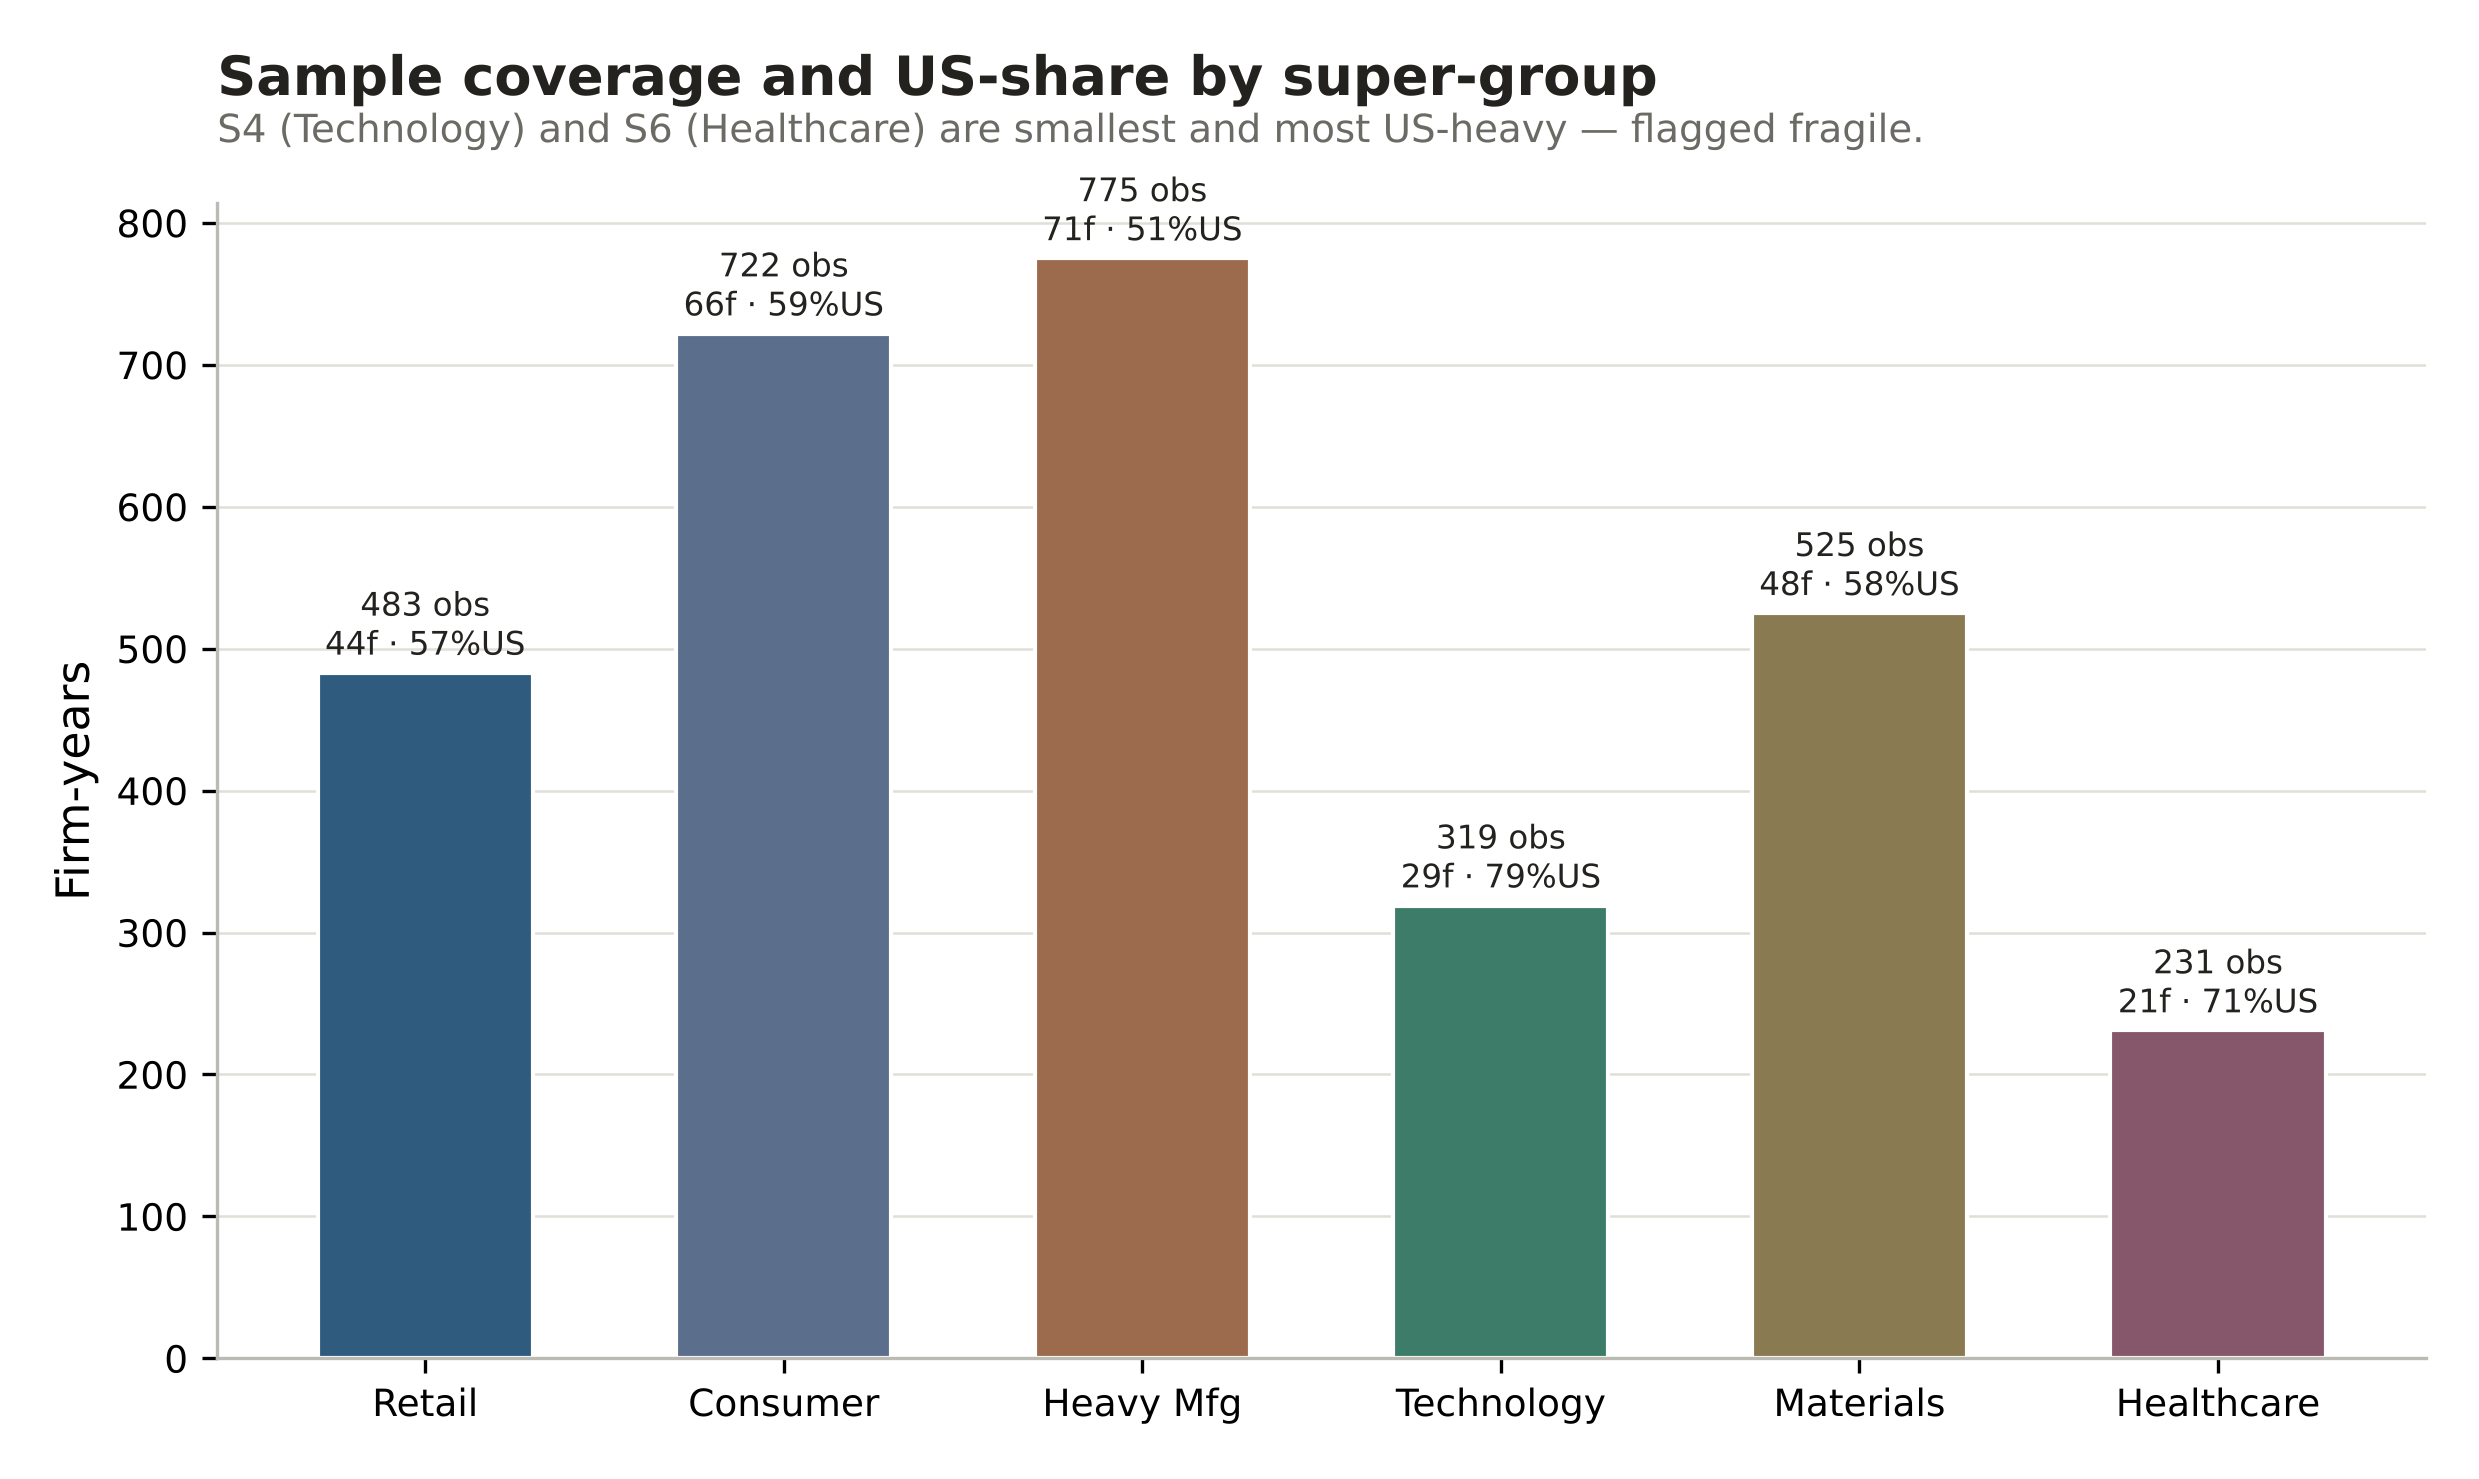 Sample coverage and US-share by super-group
S4 (Technology) and S6 (Healthcare) are smallest and most US-heavy — flagged fragile.
775 obs
71f · 51%US
722 obs
66f · 59%US
483 obs
44f · 57%US
319 obs
29f · 79%US
525 obs
48f · 58%US
231 obs
21f · 71%US
800
700
600
500
400
300
200
100
0
Firm-years
Retail
Consumer
Heavy Mfg
Technology
Materials
Healthcare